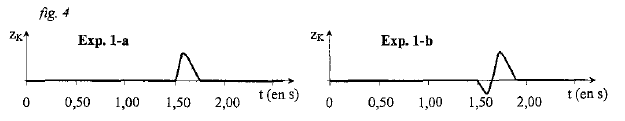 fig. 4
zK Exp. 1-a
0 0,50 1,00 1,50 2,00 t (en s)
zK Exp. 1-b
0 0,50 1,00 1,50 2,00 t (en s)